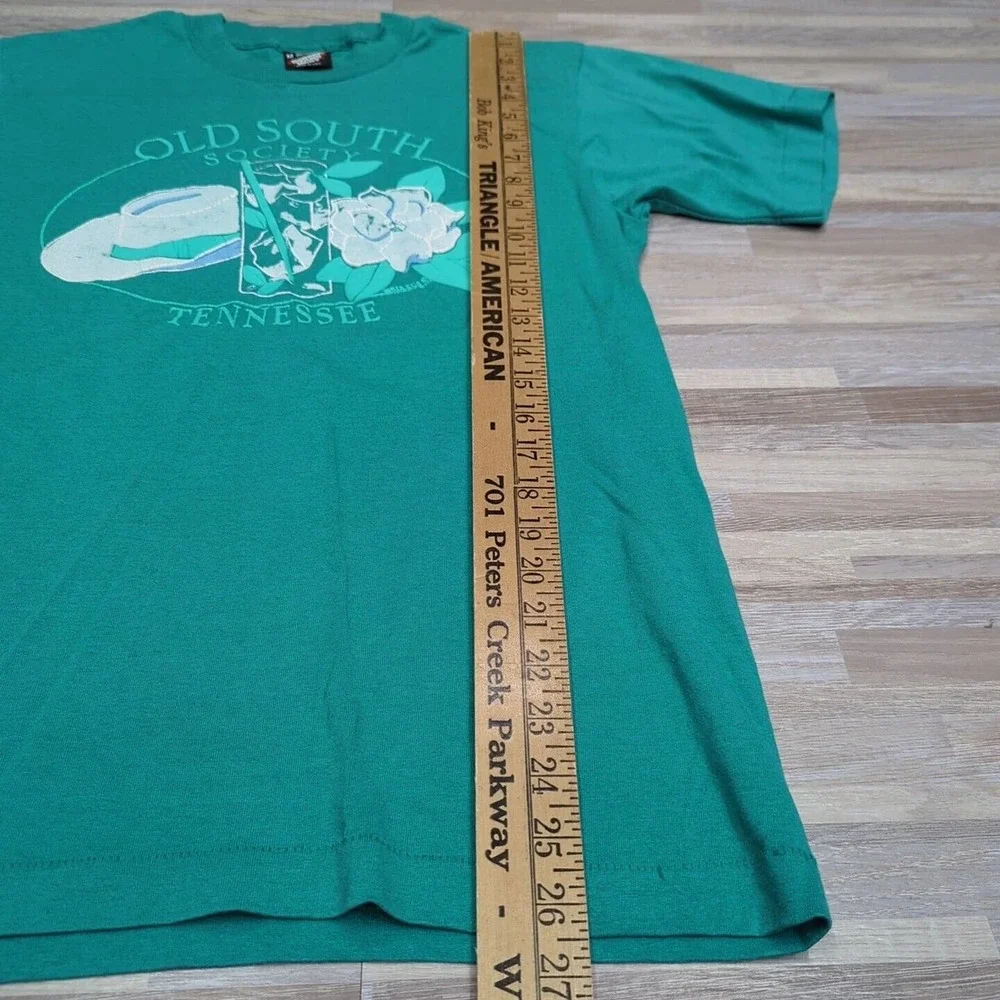 OLD SOUTH
SOCIETY
TENNESSEE
Bob King's TRIANGLE/AMERICAN - 701 Peters Creek Parkway - W
1 2 3 4 5 6 7 8 9 10 11 12 13 14 15 16 17 18 19 20 21 22 23 24 25 26 27